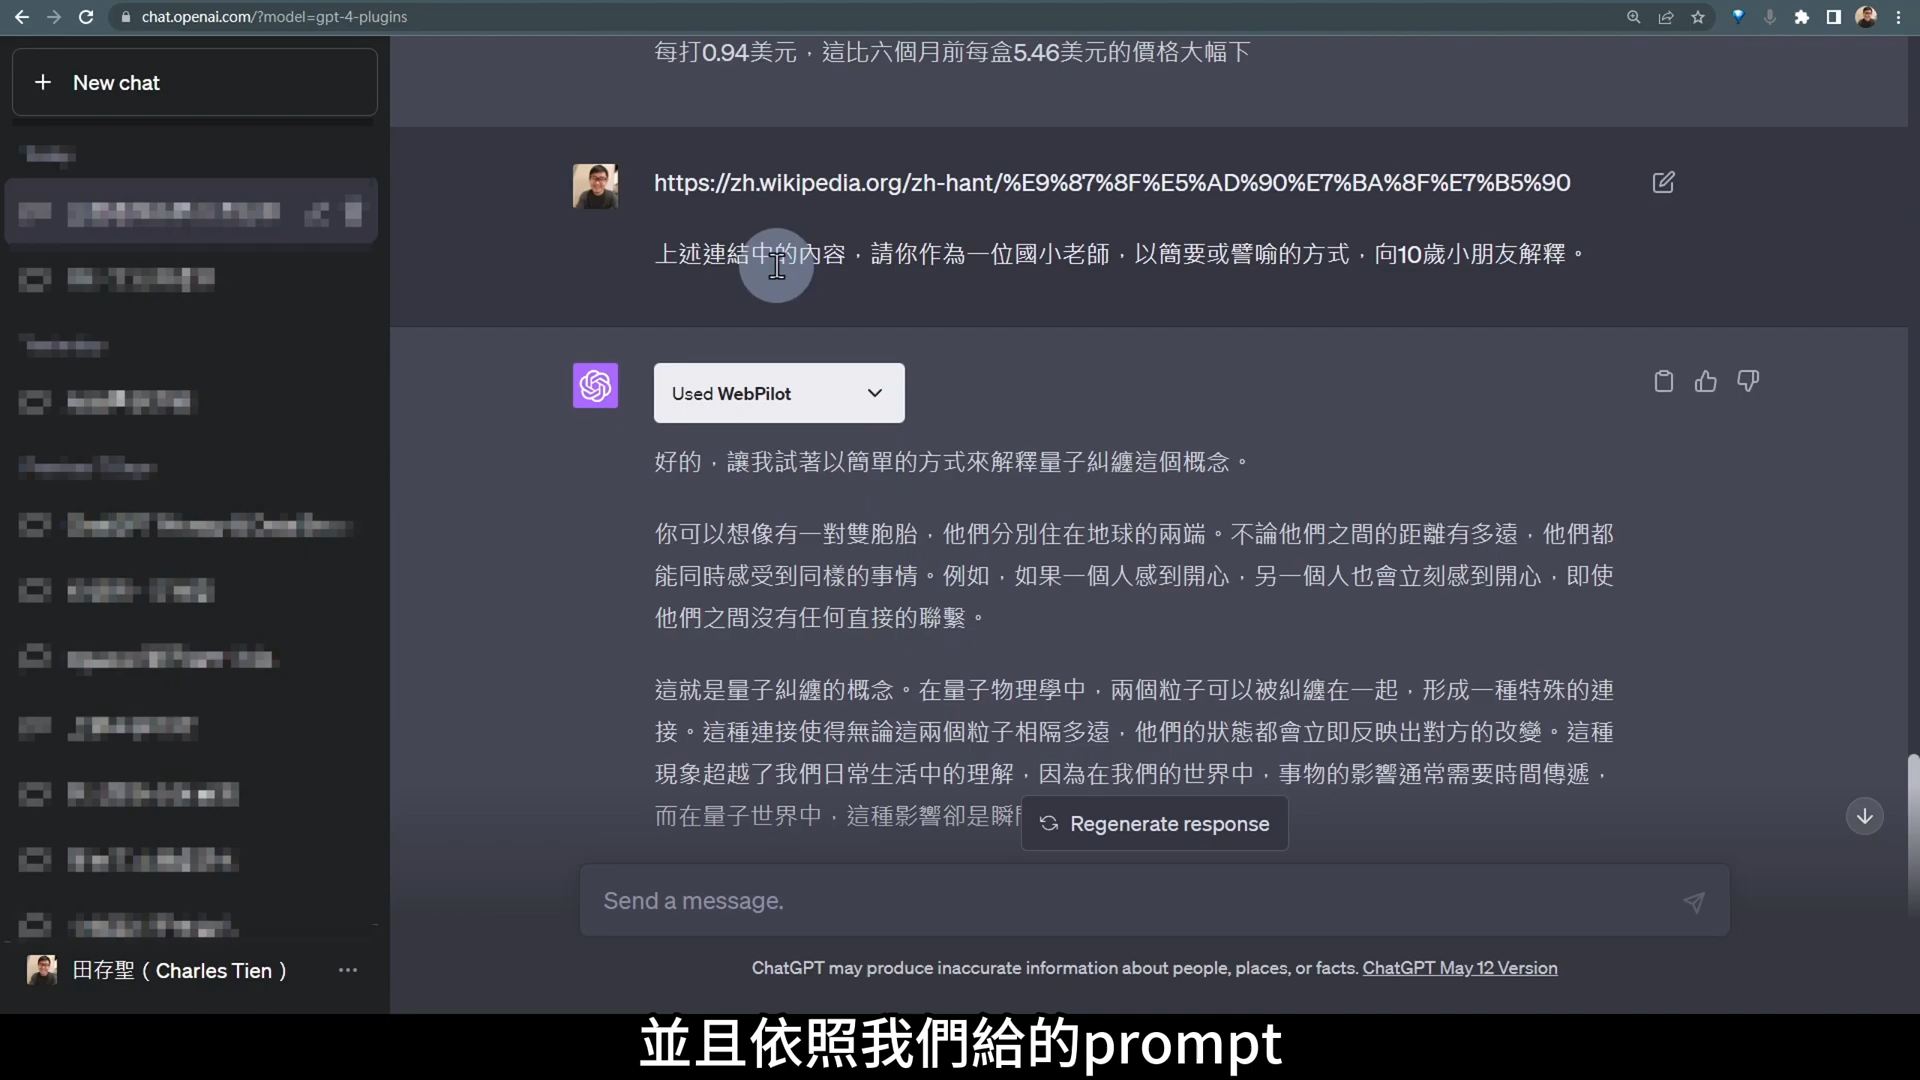 chat.openai.com/?model=gpt-4-plugins
New chat
每打0.94美元，這比六個月前每盒5.46美元的價格大幅下
https://zh.wikipedia.org/zh-hant/%E9%87%8F%E5%AD%90%E7%BA%8F%E7%B5%90
上述連結中的內容，請你作為一位國小老師，以簡要或譬喻的方式，向10歲小朋友解釋。
Used WebPilot
好的，讓我試著以簡單的方式來解釋量子糾纏這個概念。
你可以想像有一對雙胞胎，他們分別住在地球的兩端。不論他們之間的距離有多遠，他們都
能同時感受到同樣的事情。例如，如果一個人感到開心，另一個人也會立刻感到開心，即使
他們之間沒有任何直接的聯繫。
這就是量子糾纏的概念。在量子物理學中，兩個粒子可以被糾纏在一起，形成一種特殊的連
接。這種連接使得無論這兩個粒子相隔多遠，他們的狀態都會立即反映出對方的改變。這種
現象超越了我們日常生活中的理解，因為在我們的世界中，事物的影響通常需要時間傳遞，
而在量子世界中，這種影響卻是瞬
Regenerate response
Send a message.
ChatGPT may produce inaccurate information about people, places, or facts. ChatGPT May 12 Version
田存聖（Charles Tien）
並且依照我們給的prompt